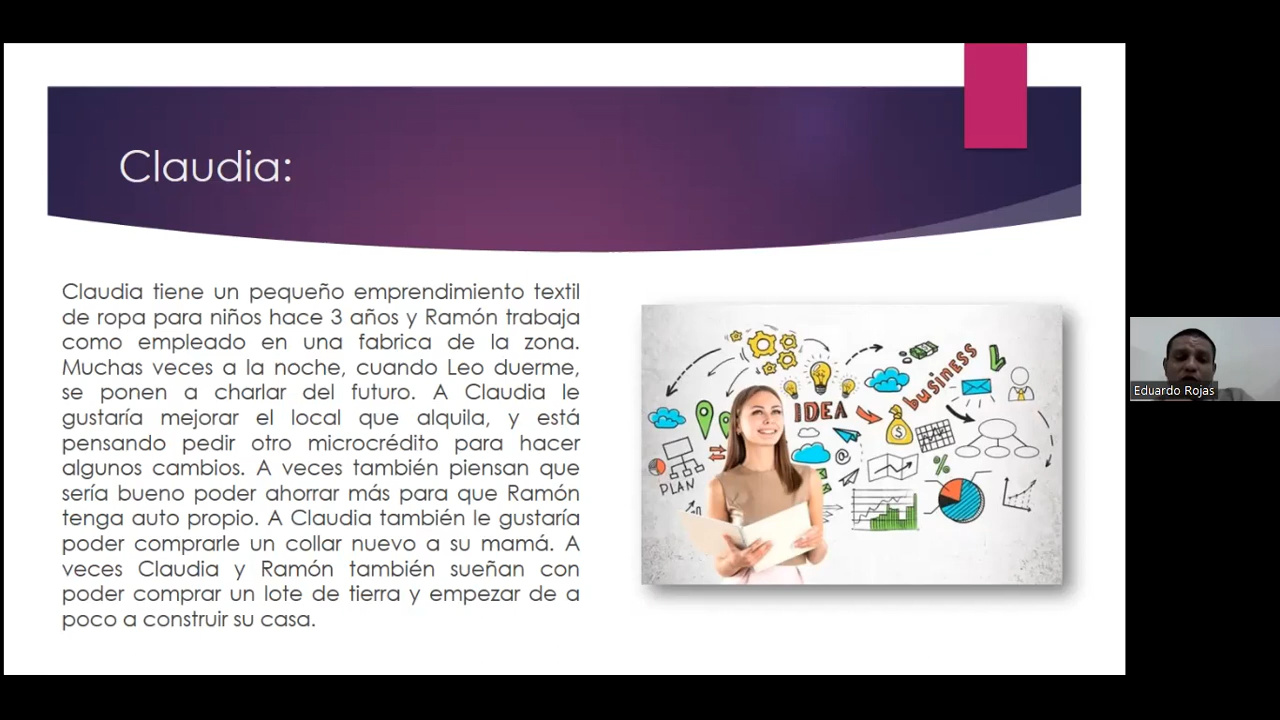 Claudia:
Claudia tiene un pequeño emprendimiento textil
de ropa para niños hace 3 años y Ramón trabaja
como empleado en una fabrica de la zona.
Muchas veces a la noche, cuando Leo duerme,
se ponen a charlar del futuro. A Claudia le
gustaría mejorar el local que alquila, y está
pensando pedir otro microcrédito para hacer
algunos cambios. A veces también piensan que
sería bueno poder ahorrar más para que Ramón
tenga auto propio. A Claudia también le gustaría
poder comprarle un collar nuevo a su mamá. A
veces Claudia y Ramón también sueñan con
poder comprar un lote de tierra y empezar de a
poco a construir su casa.
IDEA
business
$
@
%
PLAN
Eduardo Rojas